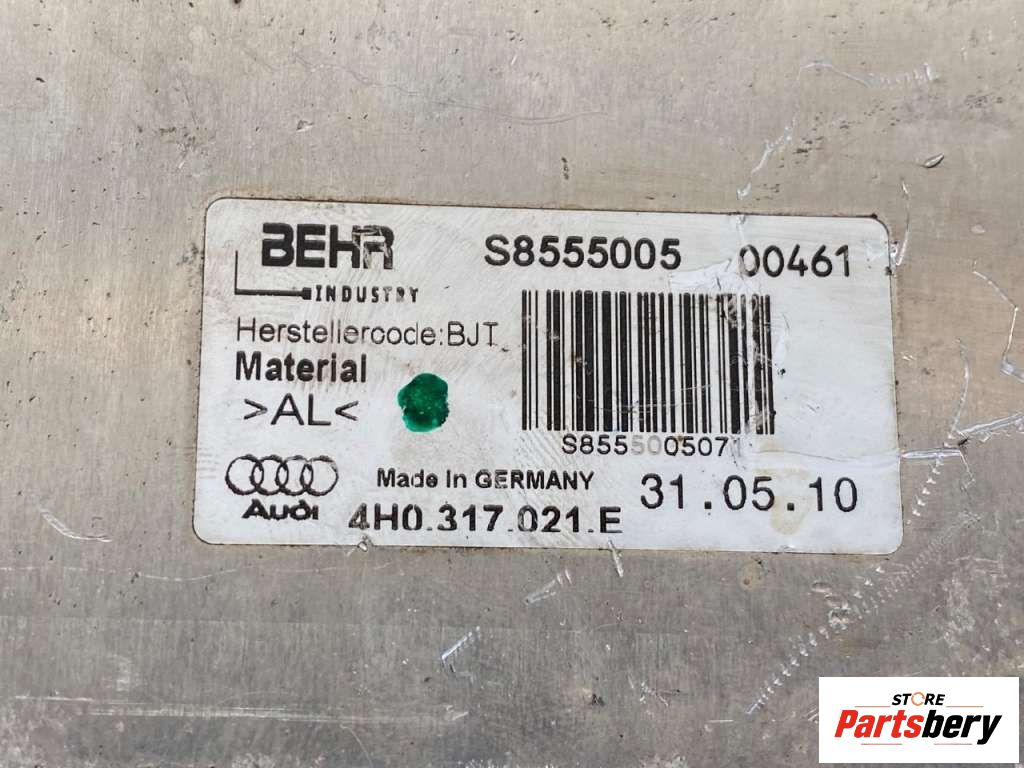 BEHR S8555005 00461
INDUSTRY
Herstellercode:BJT
Material
>AL<
S8555005071
Made In GERMANY 31.05.10
Audi 4H0.317.021.E
STORE
Partsbery